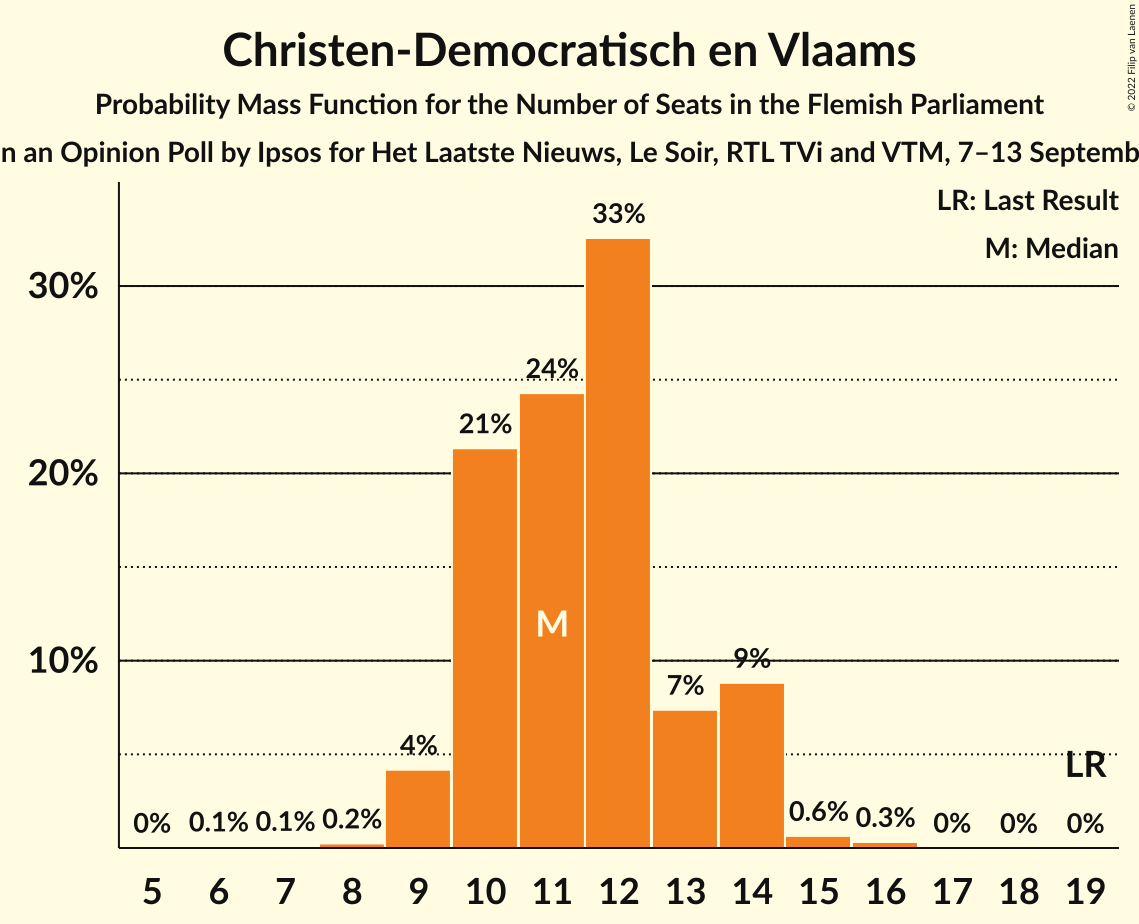 Christen-Democratisch en Vlaams
Probability Mass Function for the Number of Seats in the Flemish Parliament
n an Opinion Poll by Ipsos for Het Laatste Nieuws, Le Soir, RTL TVi and VTM, 7–13 Septemb
© 2022 Filip van Laenen
LR: Last Result
M: Median
33%
30%
24%
21%
20%
M
10%
9%
7%
4%
LR
0% 0.1% 0.1% 0.2% 0.6% 0.3% 0% 0% 0%
5 6 7 8 9 10 11 12 13 14 15 16 17 18 19